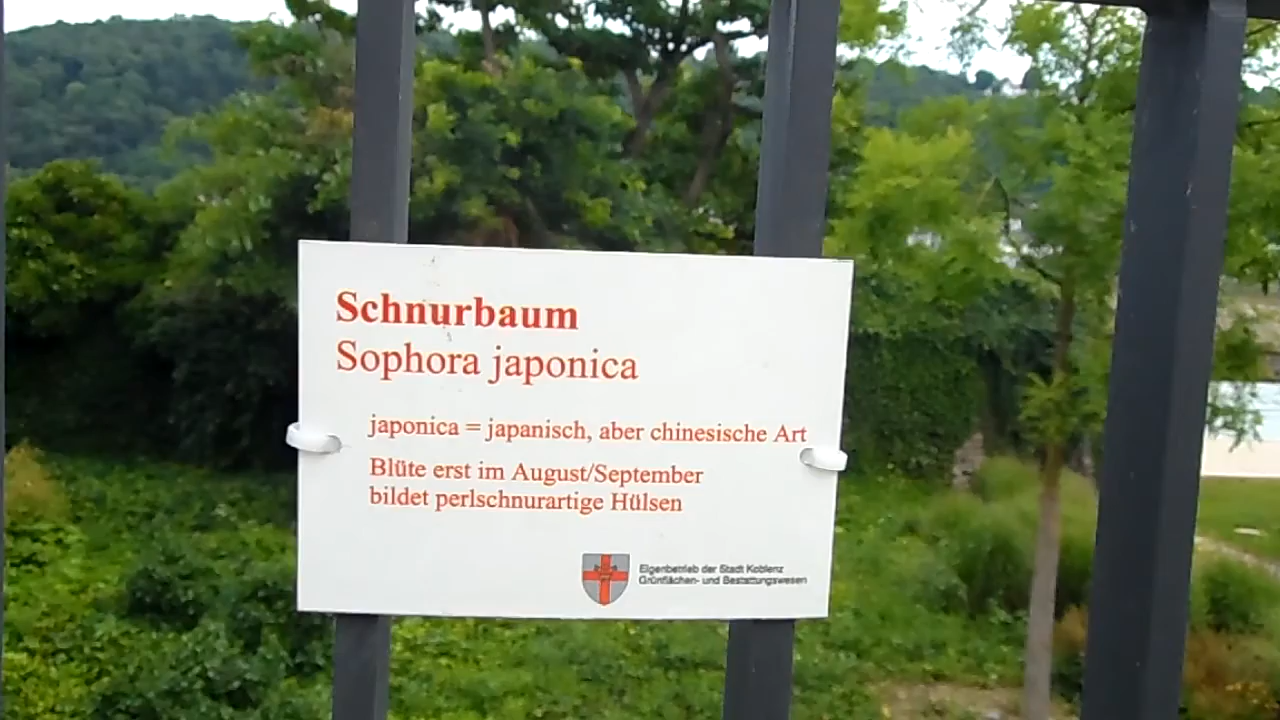 Schnurbaum
Sophora japonica
japonica = japanisch, aber chinesische Art
Blüte erst im August/September
bildet perlschnurartige Hülsen
Eigenbetrieb der Stadt Koblenz
Grünflächen- und Bestattungswesen